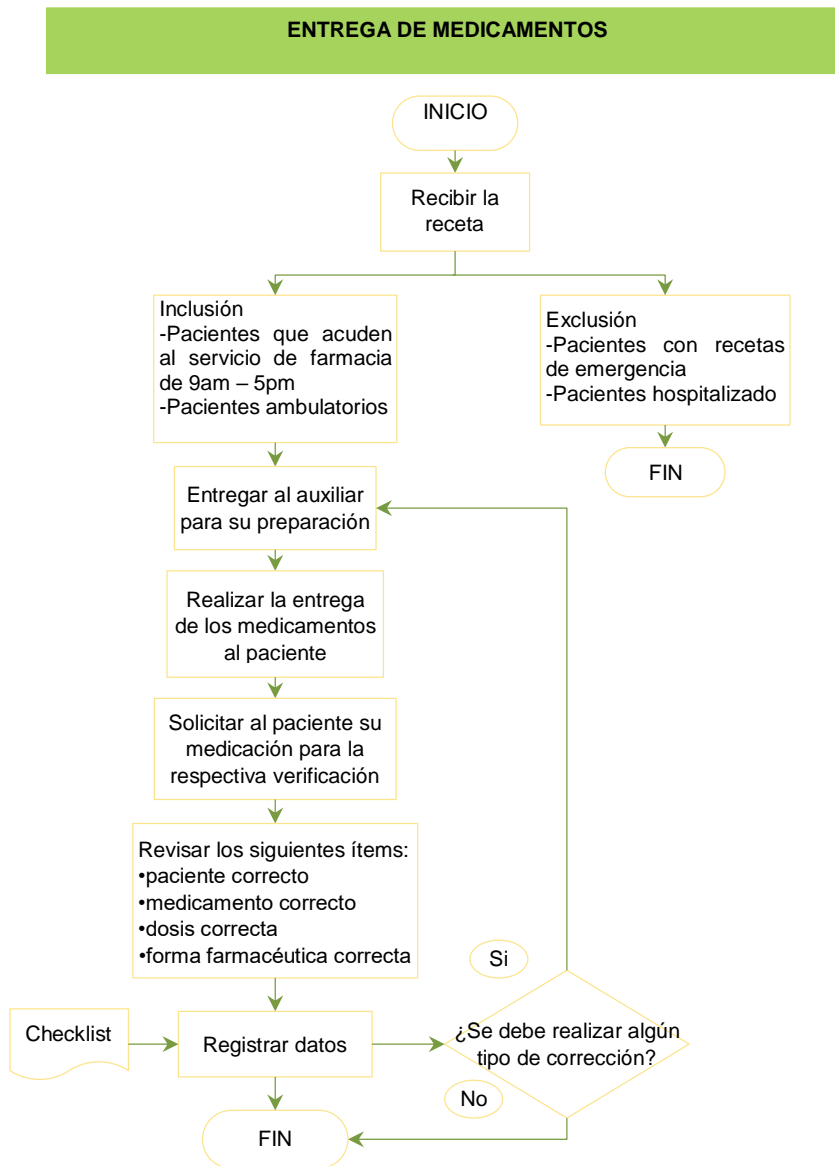 ENTREGA DE MEDICAMENTOS
INICIO
Recibir la
receta
Inclusión
-Pacientes que acuden
al servicio de farmacia
de 9am – 5pm
-Pacientes ambulatorios
Exclusión
-Pacientes con recetas
de emergencia
-Pacientes hospitalizado
FIN
Entregar al auxiliar
para su preparación
Realizar la entrega
de los medicamentos
al paciente
Solicitar al paciente su
medicación para la
respectiva verificación
Revisar los siguientes ítems:
•paciente correcto
•medicamento correcto
•dosis correcta
•forma farmacéutica correcta
Si
Checklist
Registrar datos
¿Se debe realizar algún
tipo de corrección?
No
FIN